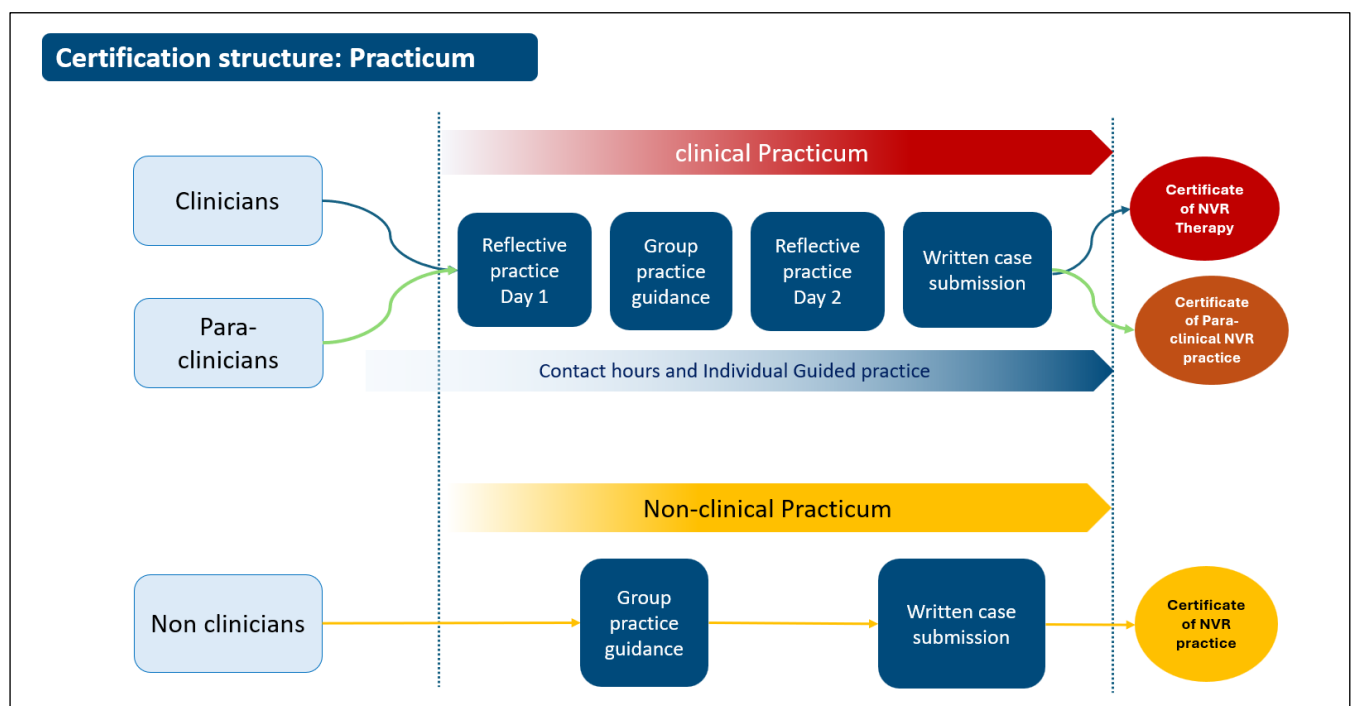 Certification structure: Practicum
clinical Practicum
Clinicians
Para-
clinicians
Reflective
practice
Day 1
Group
practice
guidance
Reflective
practice
Day 2
Written case
submission
Certificate
of NVR
Therapy
Certificate
of Para-
clinical NVR
practice
Contact hours and Individual Guided practice
Non-clinical Practicum
Non clinicians
Group
practice
guidance
Written case
submission
Certificate
of NVR
practice